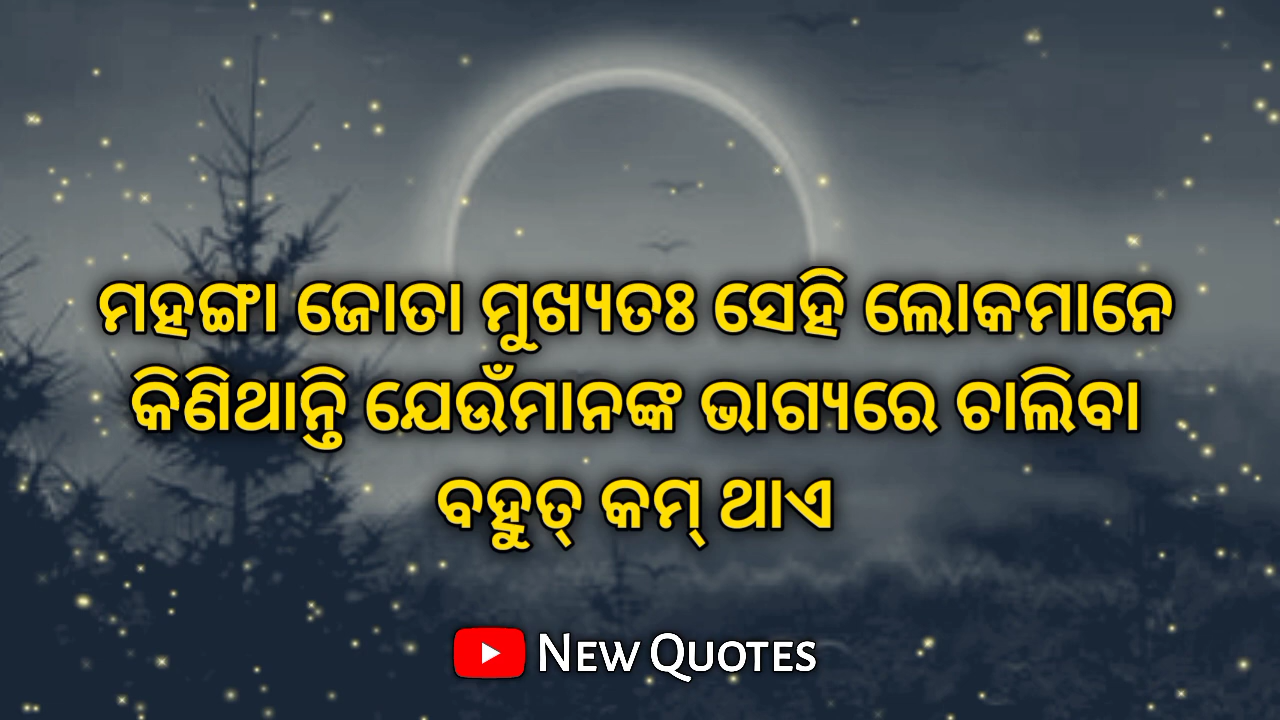 ମହଙ୍ଗା ଜୋତା ମୁଖ୍ୟତଃ ସେହି ଲୋକମାନେ
କିଣିଥାନ୍ତି ଯେଉଁମାନଙ୍କ ଭାଗ୍ୟରେ ଚାଲିବା
ବହୁତ୍ କମ୍ ଥାଏ
New Quotes